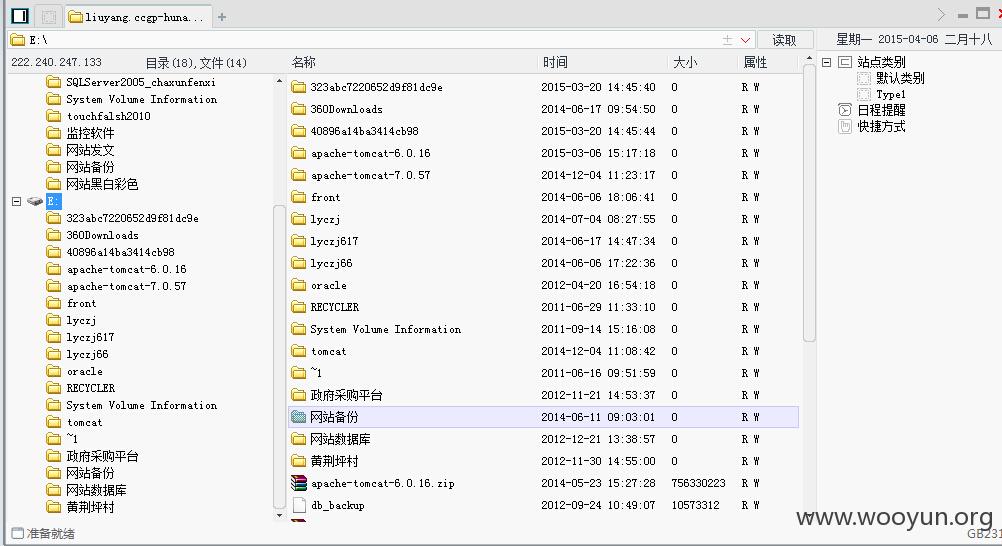 liuyang.ccgp-huna...
E:\
读取
星期一 2015-04-06 二月十八
222.240.247.133 目录(18),文件(14)
名称 时间 大小 属性
SQLServer2005_chaxunfenxi
System Volume Information
touchfalsh2010
监控软件
网站发文
网站备份
网站黑白彩色
E:
323abc7220652d9f81dc9e
360Downloads
40896a14ba3414cb98
apache-tomcat-6.0.16
apache-tomcat-7.0.57
front
lyczj
lyczj617
lyczj66
oracle
RECYCLER
System Volume Information
tomcat
~1
政府采购平台
网站备份
网站数据库
黄荆坪村
323abc7220652d9f81dc9e 2015-03-20 14:45:40 0 R W
360Downloads 2014-06-17 09:54:50 0 R W
40896a14ba3414cb98 2015-03-20 14:45:44 0 R W
apache-tomcat-6.0.16 2015-03-06 15:17:18 0 R W
apache-tomcat-7.0.57 2014-12-04 11:23:17 0 R W
front 2014-06-06 18:06:41 0 R W
lyczj 2014-07-04 08:27:55 0 R W
lyczj617 2014-06-17 14:47:34 0 R W
lyczj66 2014-06-06 17:22:36 0 R W
oracle 2012-04-20 16:54:18 0 R W
RECYCLER 2011-06-29 11:33:10 0 R W
System Volume Information 2011-09-14 15:16:08 0 R W
tomcat 2014-12-04 11:08:42 0 R W
~1 2011-06-16 09:51:59 0 R W
政府采购平台 2012-11-21 14:53:37 0 R W
网站备份 2014-06-11 09:03:01 0 R W
网站数据库 2012-12-21 13:38:57 0 R W
黄荆坪村 2012-11-30 14:55:00 0 R W
apache-tomcat-6.0.16.zip 2014-05-23 15:27:28 756330223 R W
db_backup 2012-09-24 10:49:07 10573312 R W
站点类别
默认类别
Type1
日程提醒
快捷方式
www.wooyun.org
准备就绪
GB231